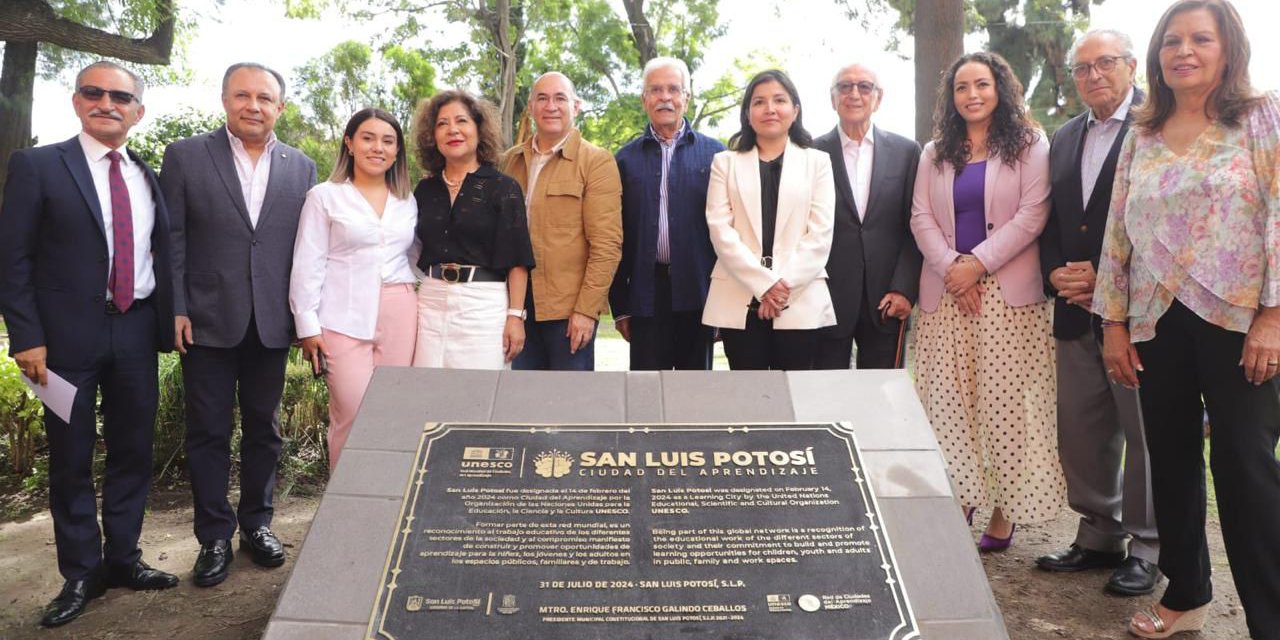 unesco
SAN LUIS POTOSÍ
CIUDAD DEL APRENDIZAJE
San Luis Potosí fue designada el 14 de febrero del
año 2024 como Ciudad del Aprendizaje por la
Organización de las Naciones Unidas para la
Educación, la Ciencia y la Cultura UNESCO.
Formar parte de esta red mundial, es un
reconocimiento al trabajo educativo de los diferentes
sectores de la sociedad y al compromiso manifiesto
de construir y promover oportunidades de
aprendizaje para la niñez, los jóvenes y los adultos en
los espacios públicos, familiares y de trabajo.
San Luis Potosí was designated on February 14,
2024 as a Learning City by the United Nations
Educational, Scientific and Cultural Organization
UNESCO.
Being part of this global network is a recognition of
the educational work of the different sectors of
society and their commitment to build and promote
learning opportunities for children, youth and adults
in public, family and work spaces.
31 DE JULIO DE 2024 - SAN LUIS POTOSÍ, S.L.P.
San Luis Potosí
MTRO. ENRIQUE FRANCISCO GALINDO CEBALLOS
PRESIDENTE MUNICIPAL CONSTITUCIONAL DE SAN LUIS POTOSÍ, S.L.P. 2021 - 2024
Red de Ciudades
del Aprendizaje
MÉXICO